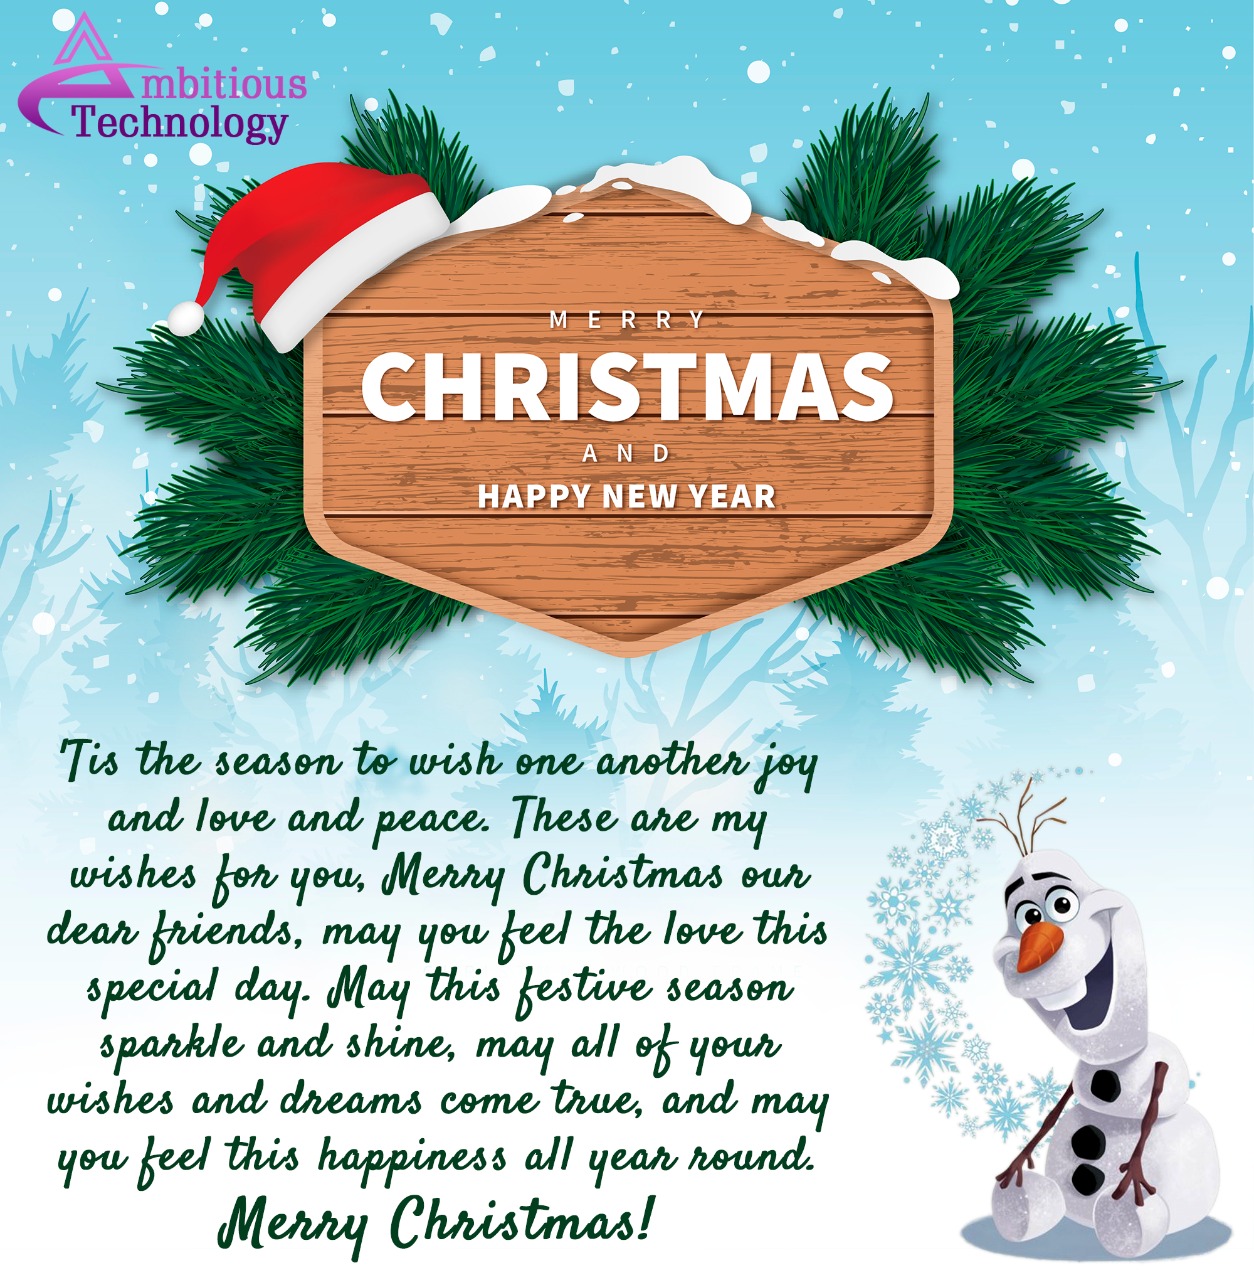 Ambitious
Technology
MERRY
CHRISTMAS
AND
HAPPY NEW YEAR
'Tis the season to wish one another joy
and love and peace. These are my
wishes for you, Merry Christmas our
dear friends, may you feel the love this
special day. May this festive season
sparkle and shine, may all of your
wishes and dreams come true, and may
you feel this happiness all year round.
Merry Christmas!